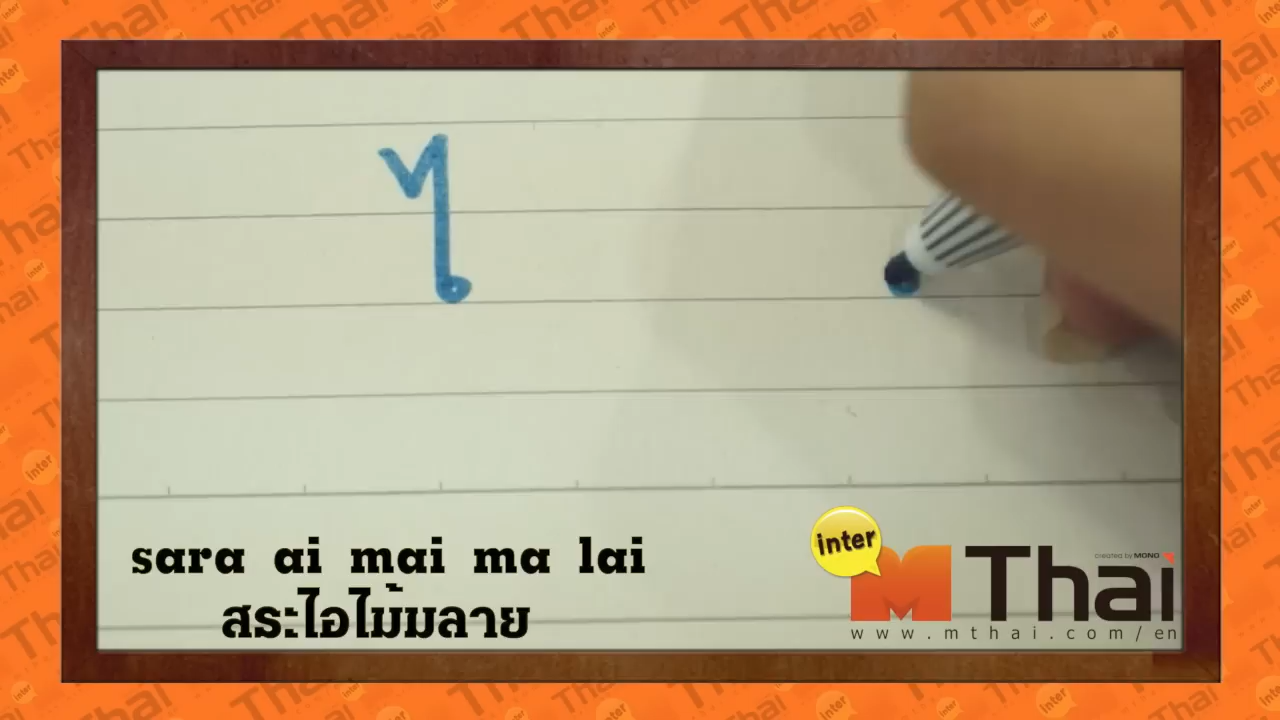 ไ
sara ai mai ma lai
สระไอไม้มลาย
inter
M Thai
created by MONO
www.mthai.com/en